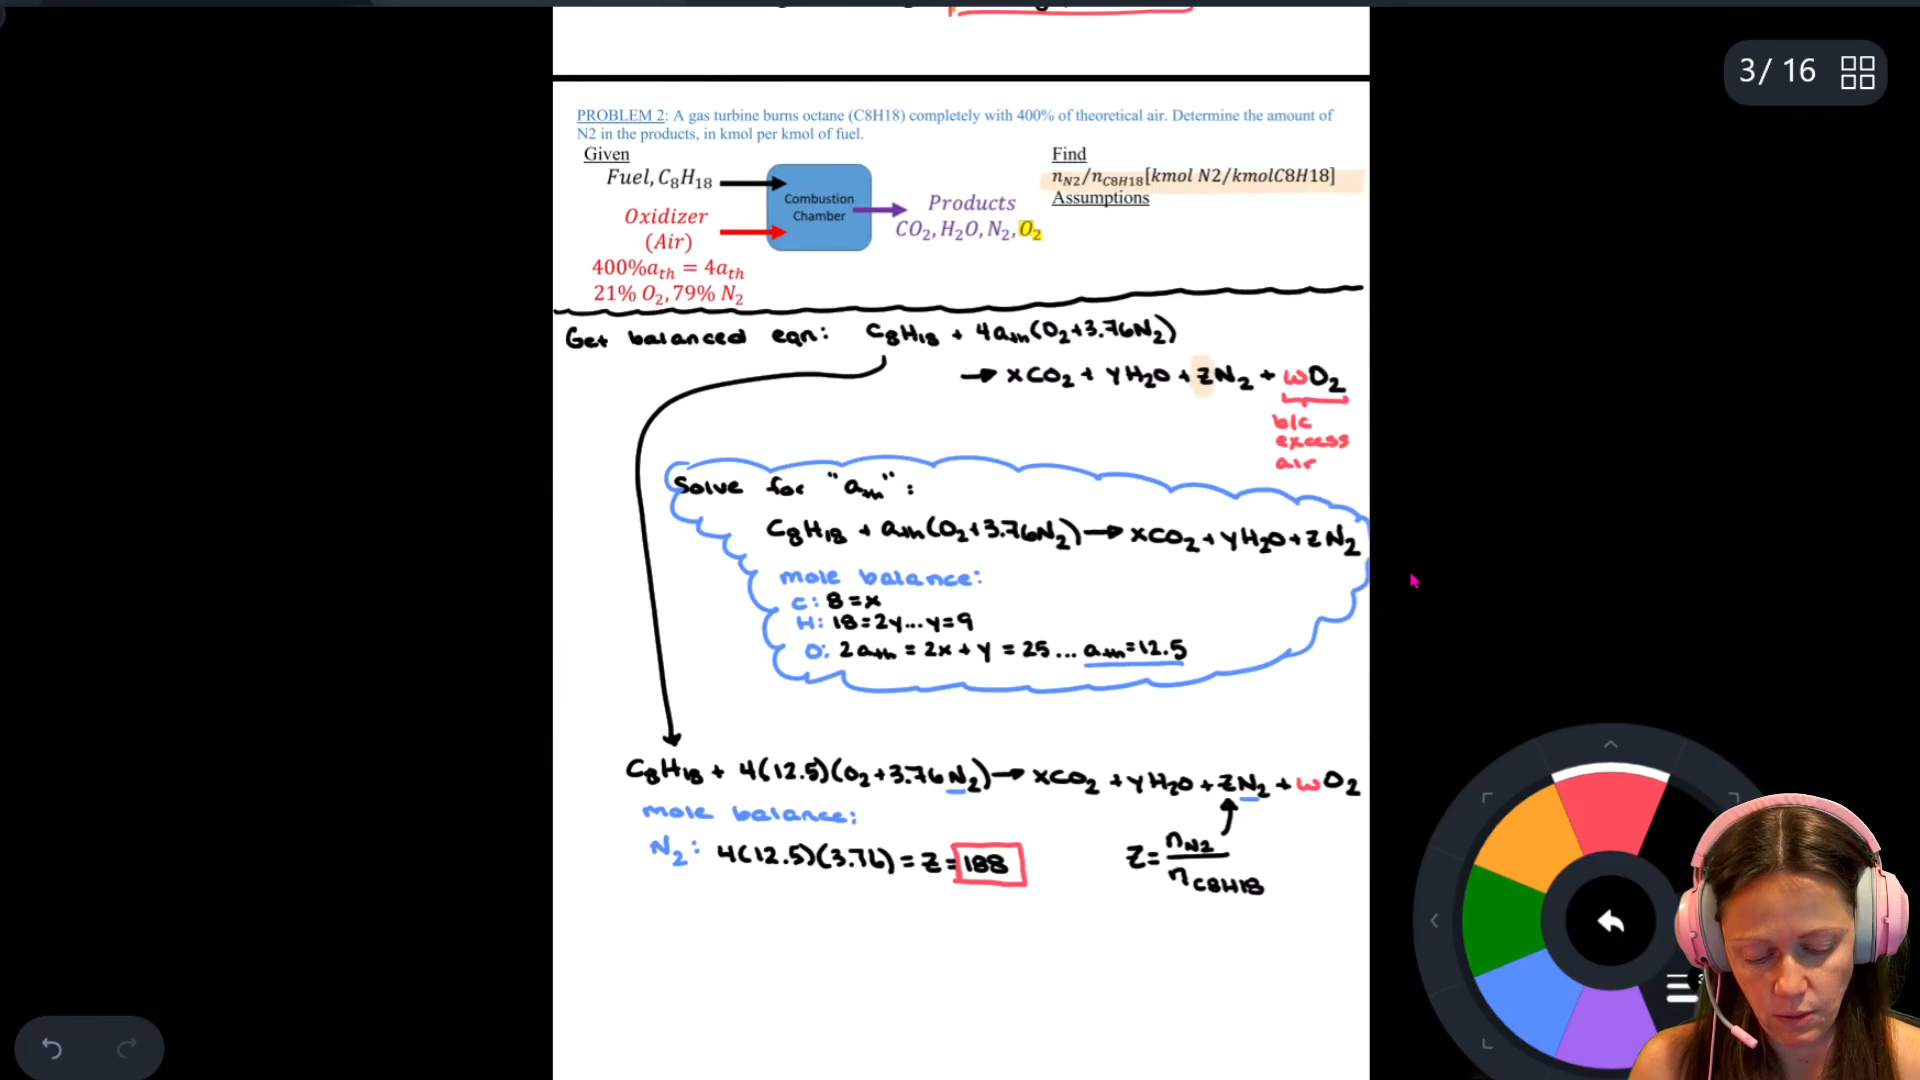 3/ 16
PROBLEM 2: A gas turbine burns octane (C8H18) completely with 400% of theoretical air. Determine the amount of
N2 in the products, in kmol per kmol of fuel.
Given
Fuel, C₈H₁₈
Oxidizer
(Air)
400%aₜₕ = 4aₜₕ
21% O₂, 79% N₂
Combustion
Chamber
Products
CO₂, H₂O, N₂, O₂
Find
n_N2/n_C8H18[kmol N2/kmolC8H18]
Assumptions
Get balanced eqn: C₈H₁₈ + 4aₜₕ(O₂+3.76N₂)
→ xCO₂ + yH₂O + zN₂ + wO₂
b/c
excess
air
Solve for "aₜₕ":
C₈H₁₈ + aₜₕ(O₂+3.76N₂) → xCO₂+yH₂O+zN₂
mole balance:
C: 8=x
H: 18=2y...y=9
O: 2aₜₕ = 2x+y = 25... aₜₕ=12.5
C₈H₁₈ + 4(12.5)(O₂+3.76N₂) → xCO₂ + yH₂O + zN₂ + wO₂
mole balance:
N₂: 4(12.5)(3.76) = z = 188
z = n_N2 / n_C8H18